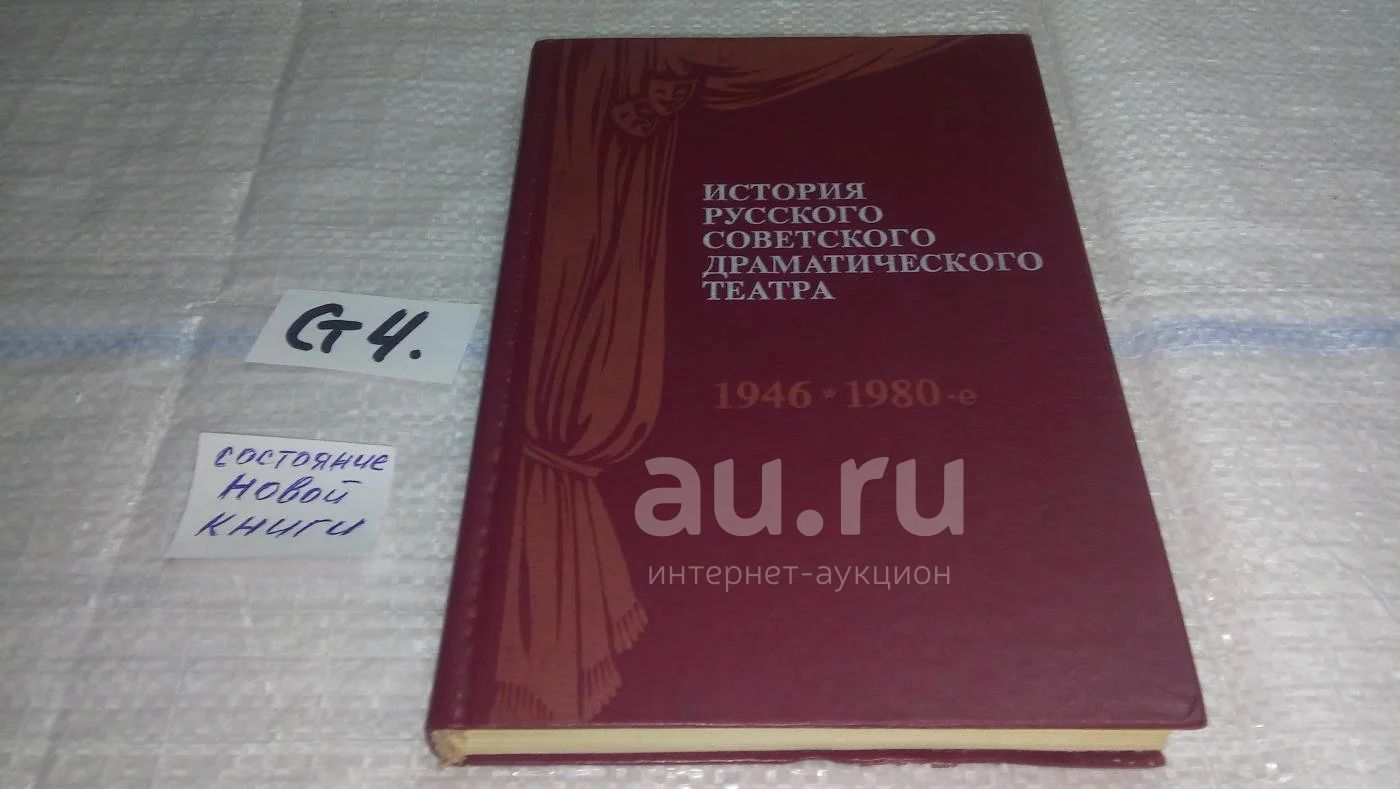 ИСТОРИЯ
РУССКОГО
СОВЕТСКОГО
ДРАМАТИЧЕСКОГО
ТЕАТРА
1946 * 1980-е
Ст 4.
состояние
новой
книги
au.ru
интернет-аукцион